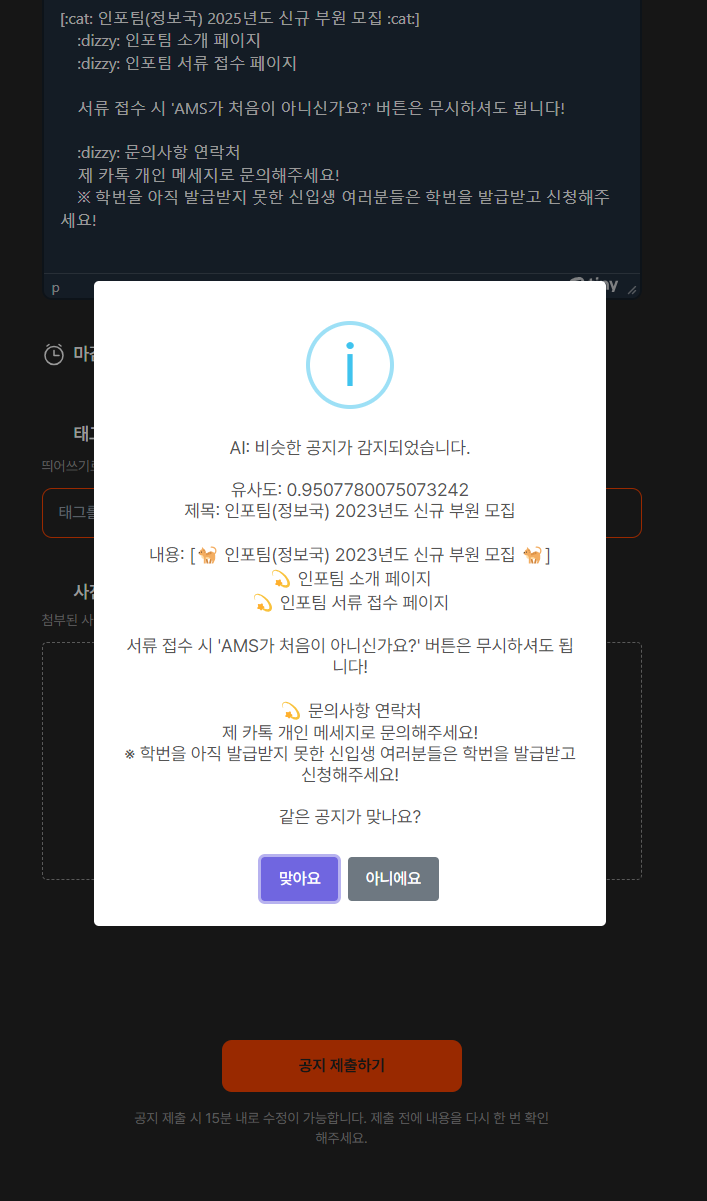 [:cat: 인포팀(정보국) 2025년도 신규 부원 모집 :cat:]
:dizzy: 인포팀 소개 페이지
:dizzy: 인포팀 서류 접수 페이지
서류 접수 시 'AMS가 처음이 아니신가요?' 버튼은 무시하셔도 됩니다!
:dizzy: 문의사항 연락처
제 카톡 개인 메세지로 문의해주세요!
※ 학번을 아직 발급받지 못한 신입생 여러분들은 학번을 발급받고 신청해주
세요!
p
i
AI: 비슷한 공지가 감지되었습니다.
유사도: 0.9507780075073242
제목: 인포팀(정보국) 2023년도 신규 부원 모집
내용: [🐈 인포팀(정보국) 2023년도 신규 부원 모집 🐈]
💫 인포팀 소개 페이지
💫 인포팀 서류 접수 페이지
서류 접수 시 'AMS가 처음이 아니신가요?' 버튼은 무시하셔도 됩
니다!
💫 문의사항 연락처
제 카톡 개인 메세지로 문의해주세요!
※ 학번을 아직 발급받지 못한 신입생 여러분들은 학번을 발급받고
신청해주세요!
같은 공지가 맞나요?
맞아요 아니에요
공지 제출하기
공지 제출 시 15분 내로 수정이 가능합니다. 제출 전에 내용을 다시 한 번 확인
해주세요.